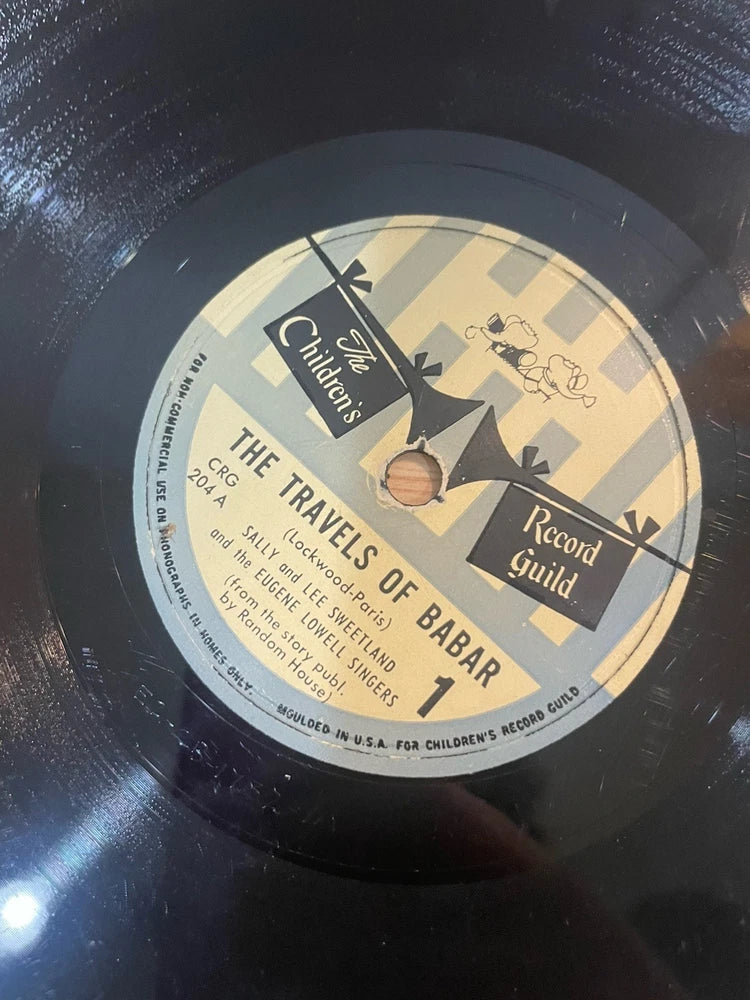 The
Children's
Record
Guild
THE TRAVELS OF BABAR
(Lockwood-Paris)
CRG
204 A
SALLY and LEE SWEETLAND
and the EUGENE LOWELL SINGERS
(from the story publ.
by Random House)
1
FOR NON-COMMERCIAL USE ON PHONOGRAPHS IN HOMES ONLY.
MOULDED IN U.S.A. FOR CHILDREN'S RECORD GUILD